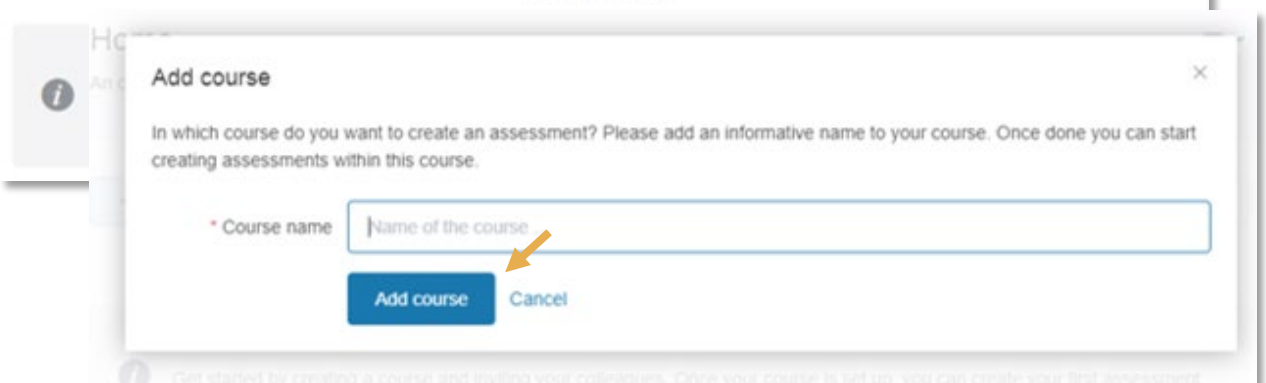 Add course
×
In which course do you want to create an assessment? Please add an informative name to your course. Once done you can start
creating assessments within this course.
* Course name
Name of the course
Add course
Cancel
Get started by creating a course and inviting your colleagues. Once your course is set up, you can create your first assessment